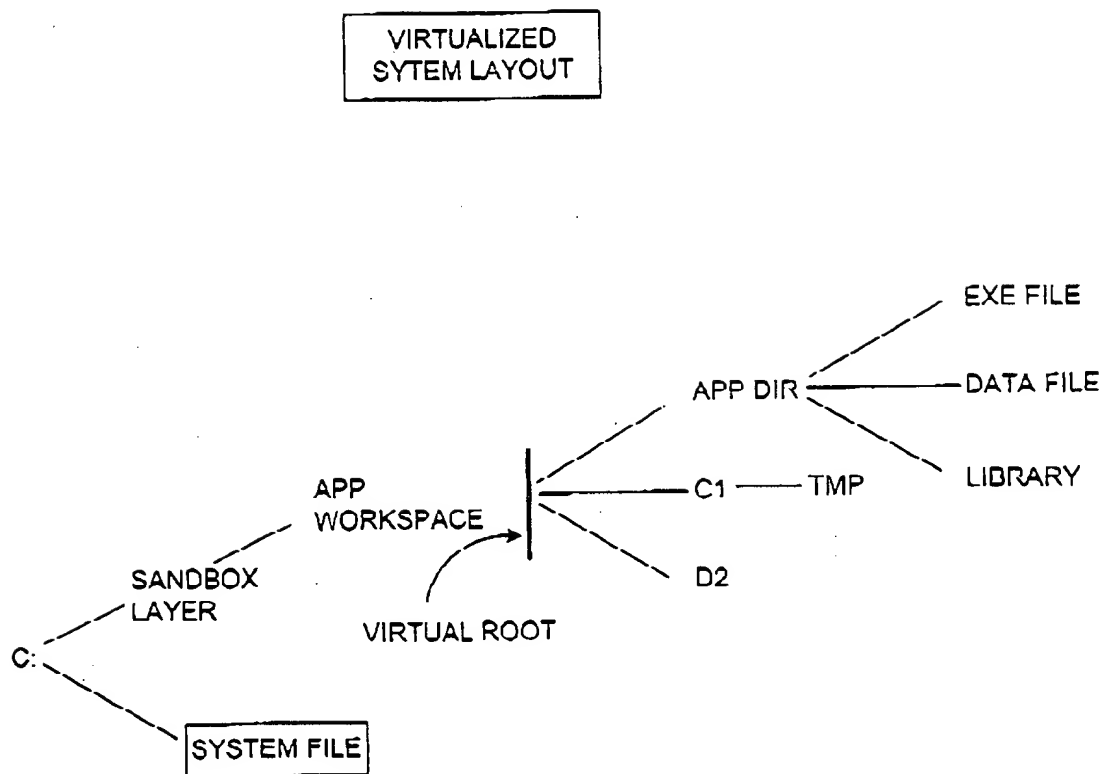 VIRTUALIZED
SYTEM LAYOUT
EXE FILE
APP DIR
DATA FILE
LIBRARY
APP
WORKSPACE
C1
TMP
D2
SANDBOX
LAYER
VIRTUAL ROOT
C:
SYSTEM FILE